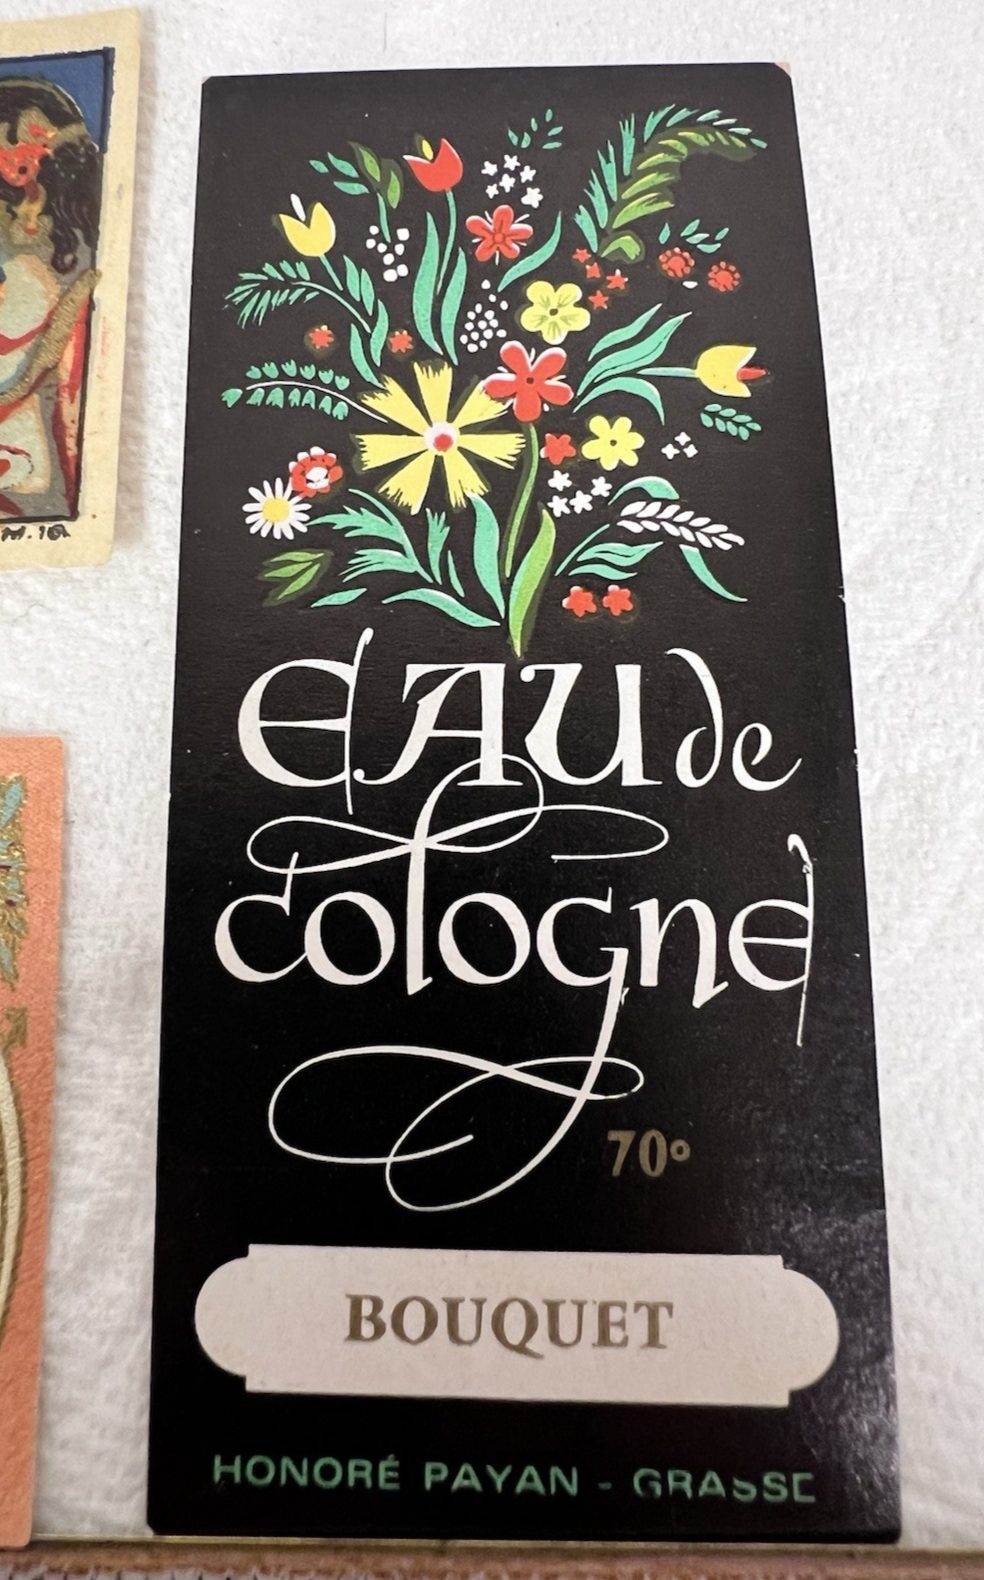 EAU de
cologne
70°
BOUQUET
HONORÉ PAYAN - GRASSE